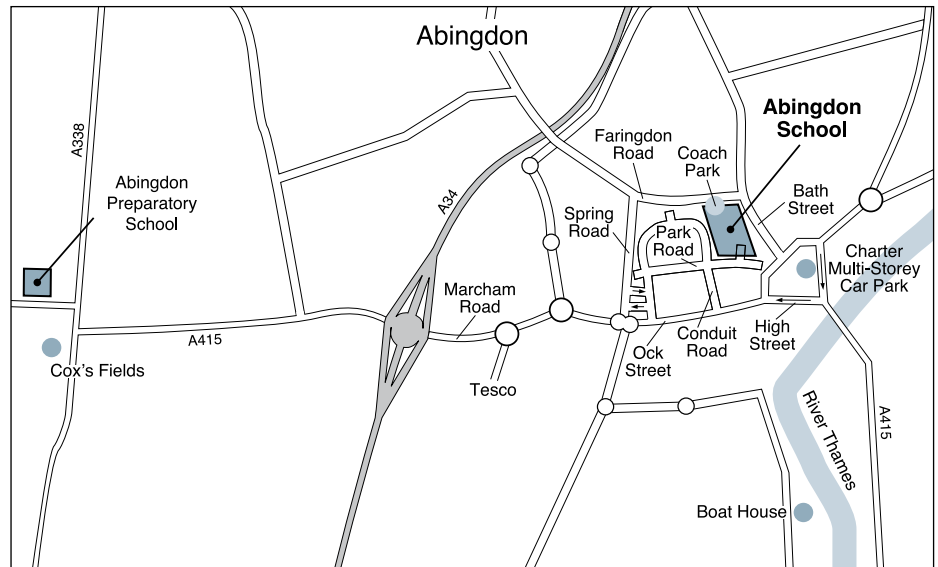 Abingdon
Abingdon
School
Faringdon
Road
Coach
Park
A338
Abingdon
Preparatory
School
A34
Spring
Road
Park
Road
Bath
Street
Charter
Multi-Storey
Car Park
Marcham
Road
A415
Cox's Fields
Tesco
Ock
Street
Conduit
Road
High
Street
A415
River Thames
Boat House